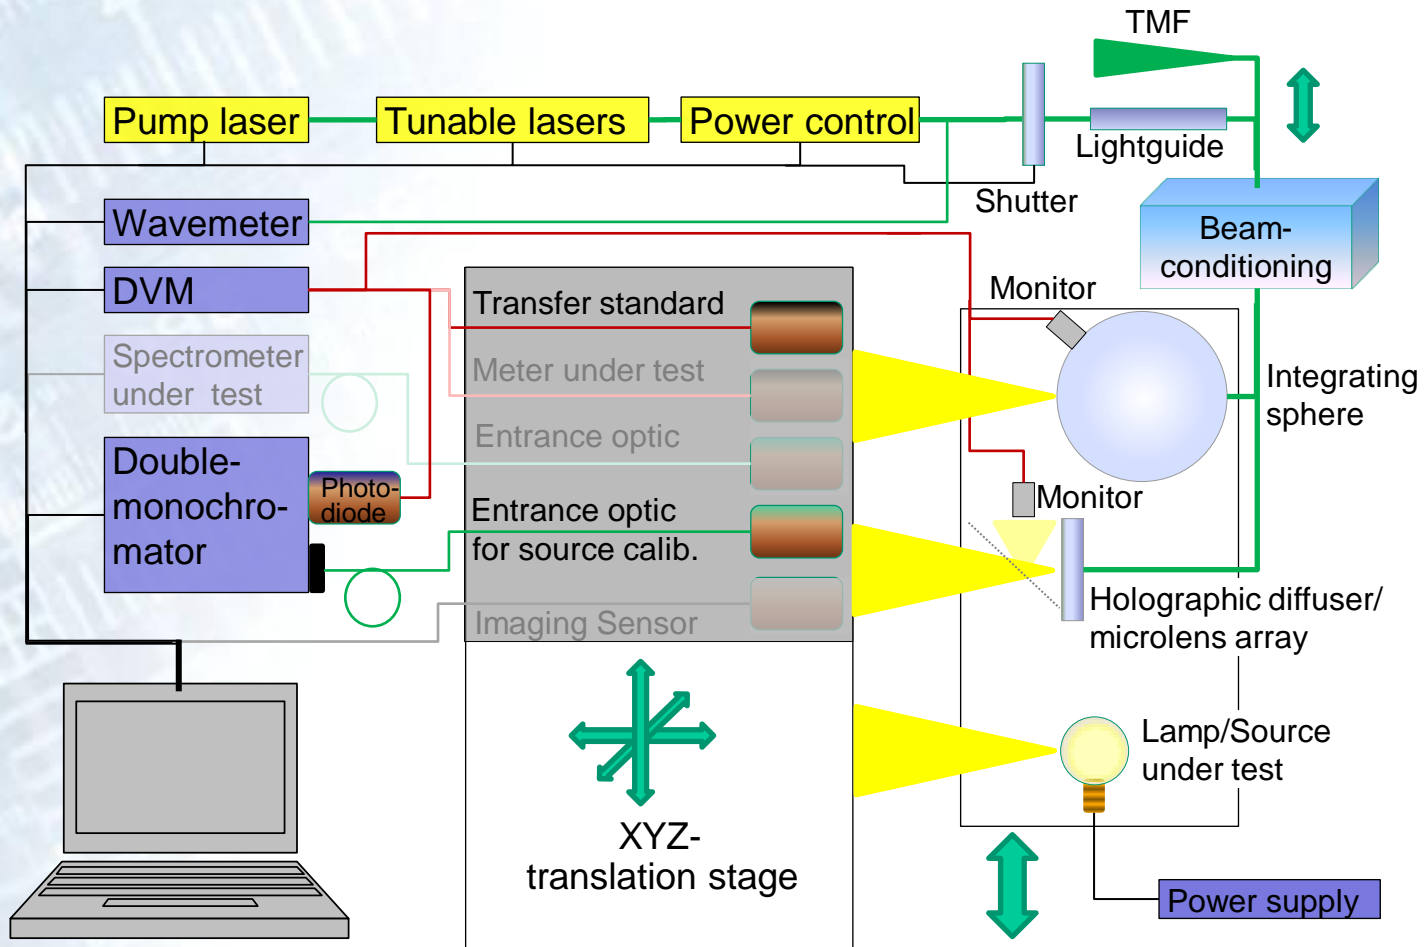 TMF
Pump laser
Tunable lasers
Power control
Lightguide
Shutter
Wavemeter
Beam-
conditioning
DVM
Transfer standard
Monitor
Spectrometer
under test
Meter under test
Integrating
sphere
Entrance optic
Double-
monochro-
mator
Photo-
diode
Entrance optic
for source calib.
Monitor
Imaging Sensor
Holographic diffuser/
microlens array
Lamp/Source
under test
XYZ-
translation stage
Power supply